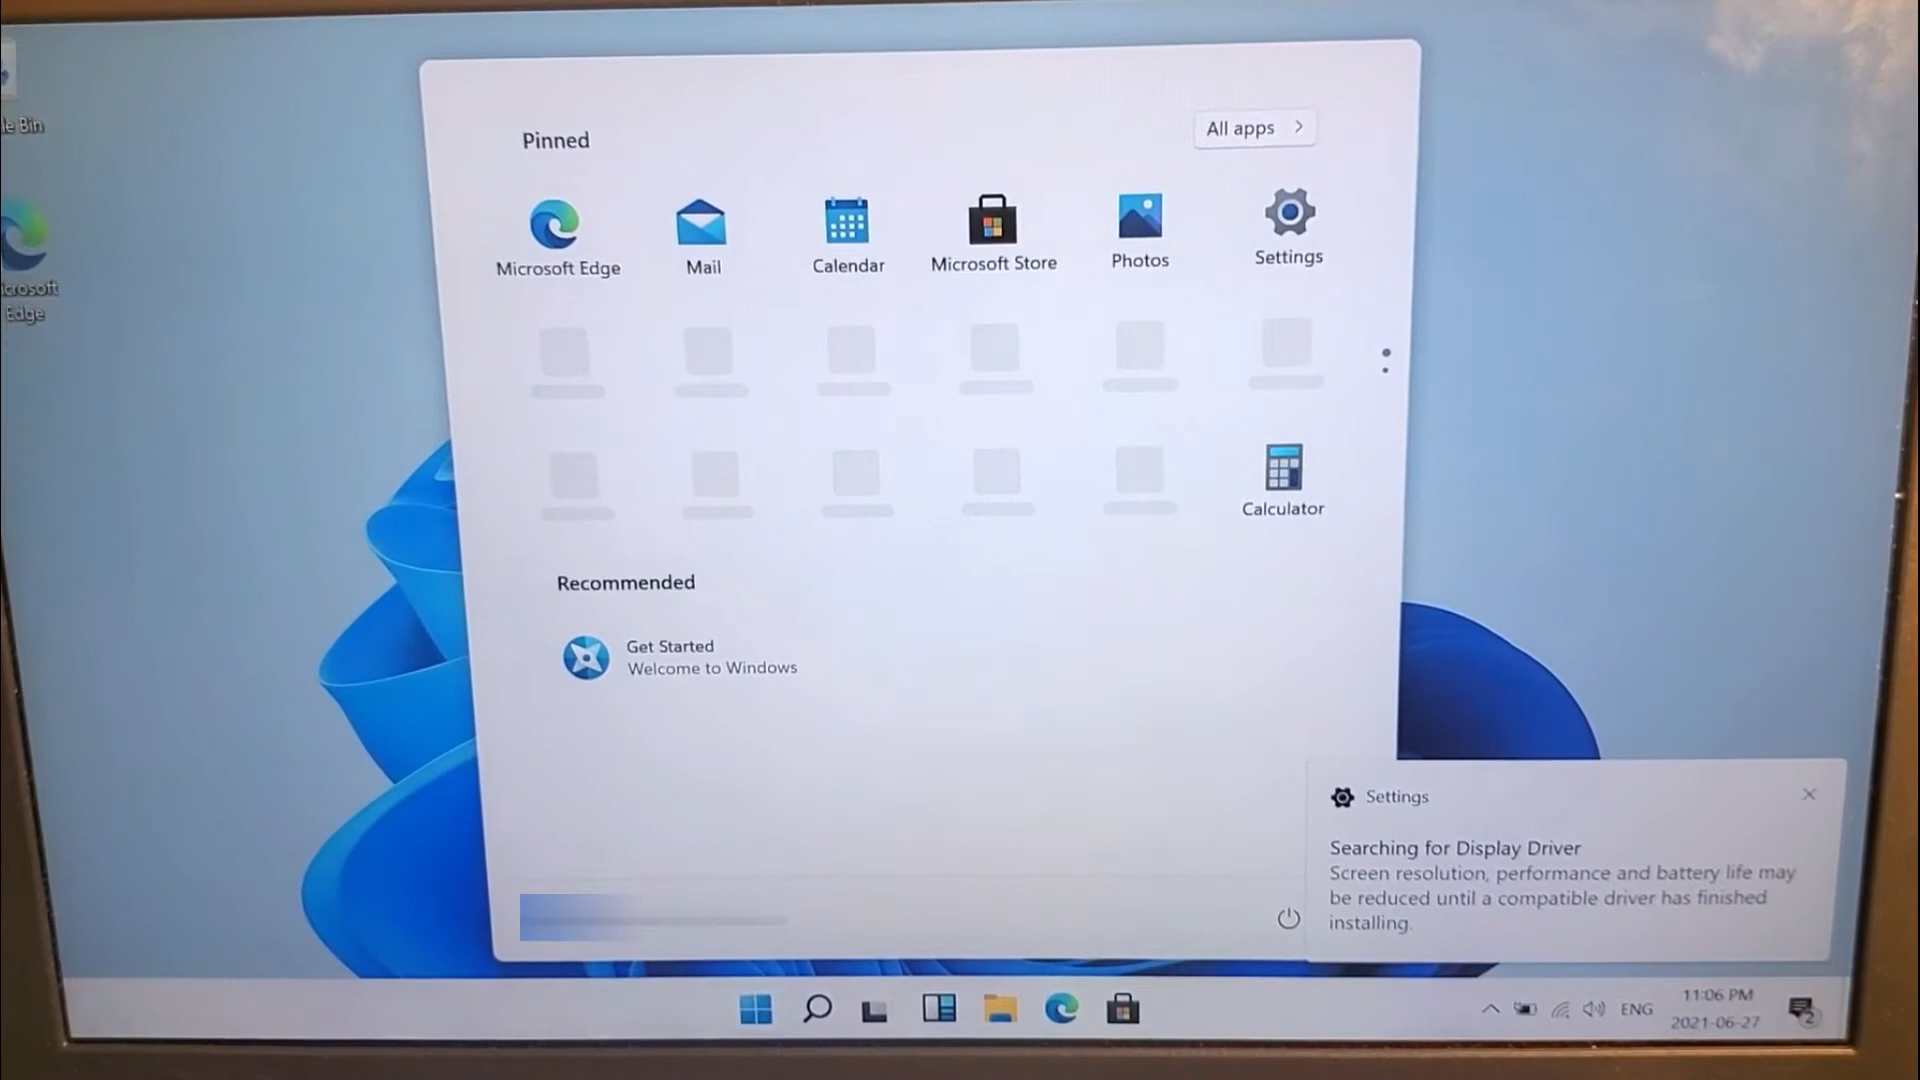 Pinned
All apps
Microsoft Edge
Mail
Calendar
Microsoft Store
Photos
Settings
Calculator
Recommended
Get Started
Welcome to Windows
le Bin
icrosoft
Edge
Settings
Searching for Display Driver
Screen resolution, performance and battery life may
be reduced until a compatible driver has finished
installing.
ENG
11:06 PM
2021-06-27
2